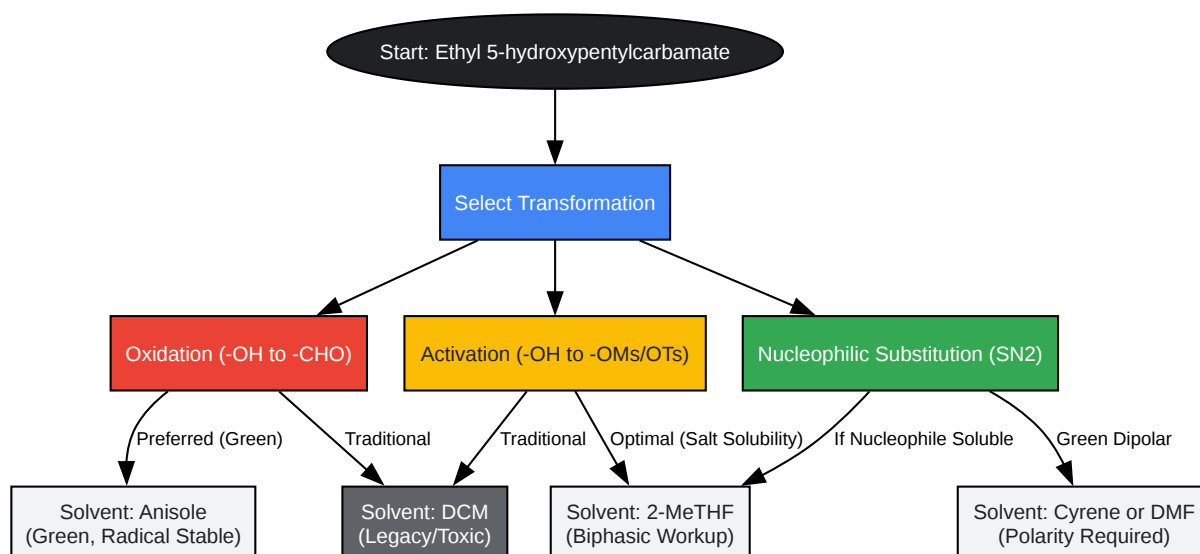 Start: Ethyl 5-hydroxypentylcarbamate
Select Transformation
Oxidation (-OH to -CHO)
Activation (-OH to -OMs/OTs)
Nucleophilic Substitution (SN2)
Preferred (Green)
Traditional
Traditional
Optimal (Salt Solubility)
If Nucleophile Soluble
Green Dipolar
Solvent: Anisole
(Green, Radical Stable)
Solvent: DCM
(Legacy/Toxic)
Solvent: 2-MeTHF
(Biphasic Workup)
Solvent: Cyrene or DMF
(Polarity Required)